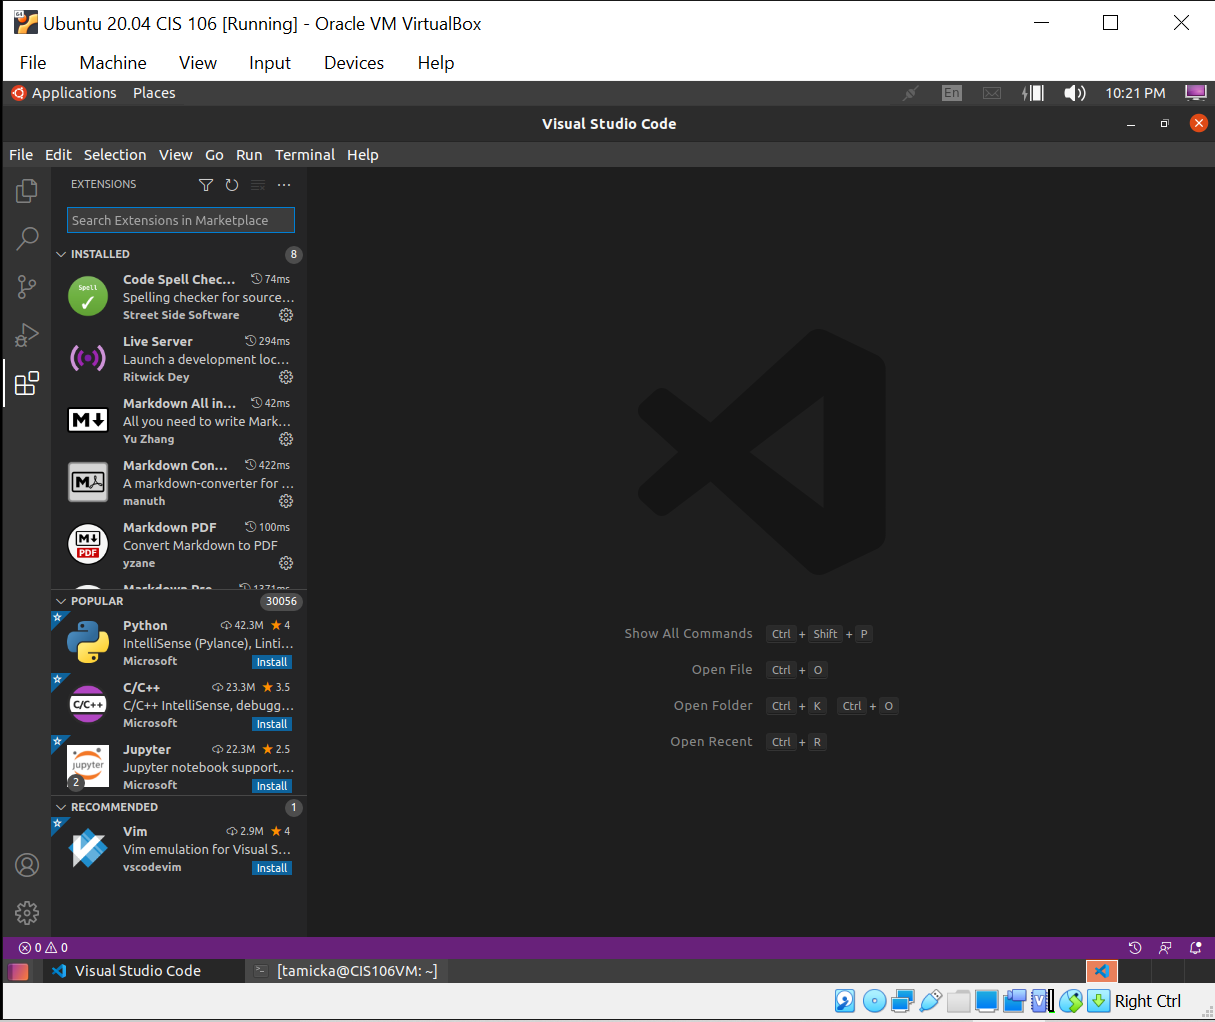 Ubuntu 20.04 CIS 106 [Running] - Oracle VM VirtualBox
File Machine View Input Devices Help
Applications Places En 10:21 PM
Visual Studio Code
File Edit Selection View Go Run Terminal Help
EXTENSIONS
Search Extensions in Marketplace
INSTALLED 8
Spell
Code Spell Chec... 74ms
Spelling checker for source...
Street Side Software
Live Server 294ms
Launch a development loc...
Ritwick Dey
M Markdown All in... 42ms
All you need to write Mark...
Yu Zhang
M Markdown Con... 422ms
A markdown-converter for ...
manuth
M Markdown PDF 100ms
PDF Convert Markdown to PDF
yzane
Markdown Pre... 1371ms
POPULAR 30056
Python 42.3M 4
IntelliSense (Pylance), Linti...
Microsoft Install
C/C++ 23.3M 3.5
C/C++ C/C++ IntelliSense, debugg...
Microsoft Install
Jupyter 22.3M 2.5
jupyter Jupyter notebook support,...
2 Microsoft Install
RECOMMENDED 1
Vim 2.9M 4
Vim emulation for Visual S...
vscodevim Install
Show All Commands Ctrl + Shift + P
Open File Ctrl + O
Open Folder Ctrl + K Ctrl + O
Open Recent Ctrl + R
0 0
Visual Studio Code [tamicka@CIS106VM: ~]
Right Ctrl